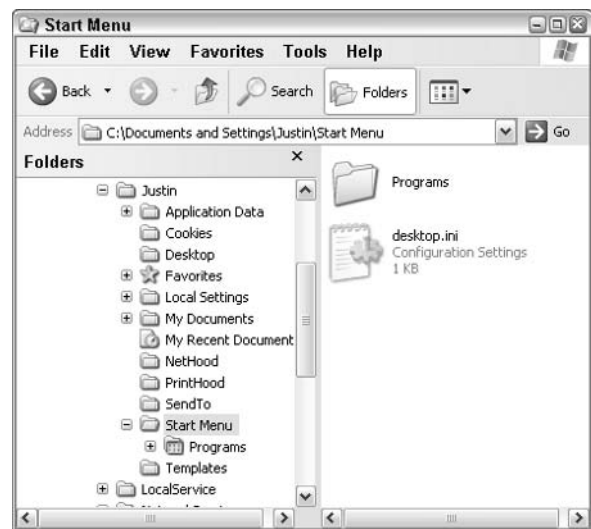 Start Menu
File Edit View Favorites Tools Help
Back Search Folders
Address C:\Documents and Settings\Justin\Start Menu Go
Folders
Justin
Application Data
Cookies
Desktop
Favorites
Local Settings
My Documents
My Recent Document
NetHood
PrintHood
SendTo
Start Menu
Programs
Templates
LocalService
Programs
desktop.ini
Configuration Settings
1 KB